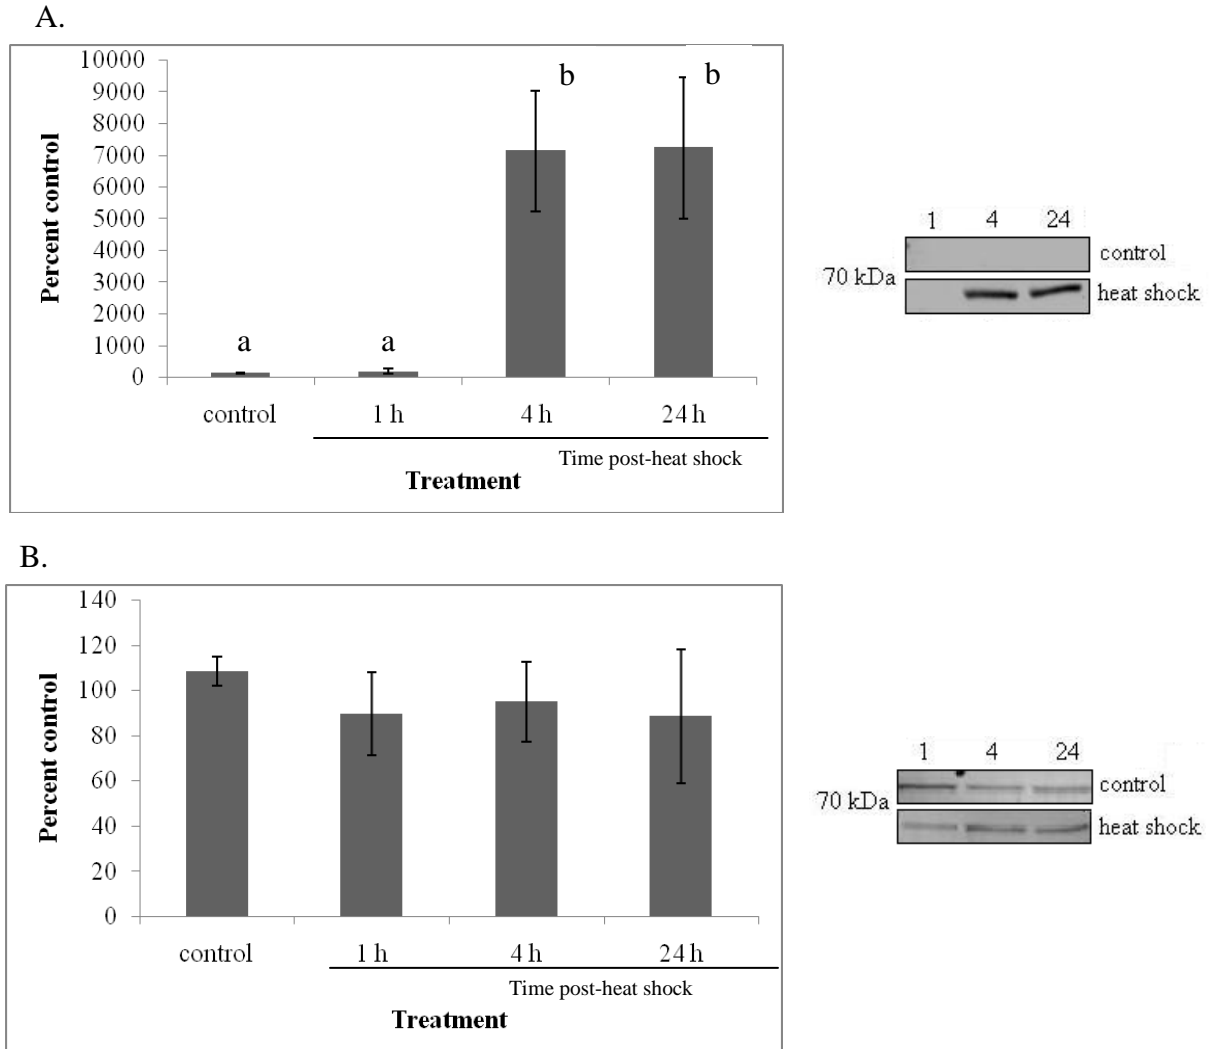 A.
10000
9000
8000
7000
6000
5000
4000
3000
2000
1000
0
Percent control
a
a
b
b
control 1 h 4 h 24 h
Time post-heat shock
Treatment
1 4 24
control
70 kDa
heat shock
B.
140
120
100
80
60
40
20
0
Percent control
control 1 h 4 h 24 h
Time post-heat shock
Treatment
1 4 24
control
70 kDa
heat shock